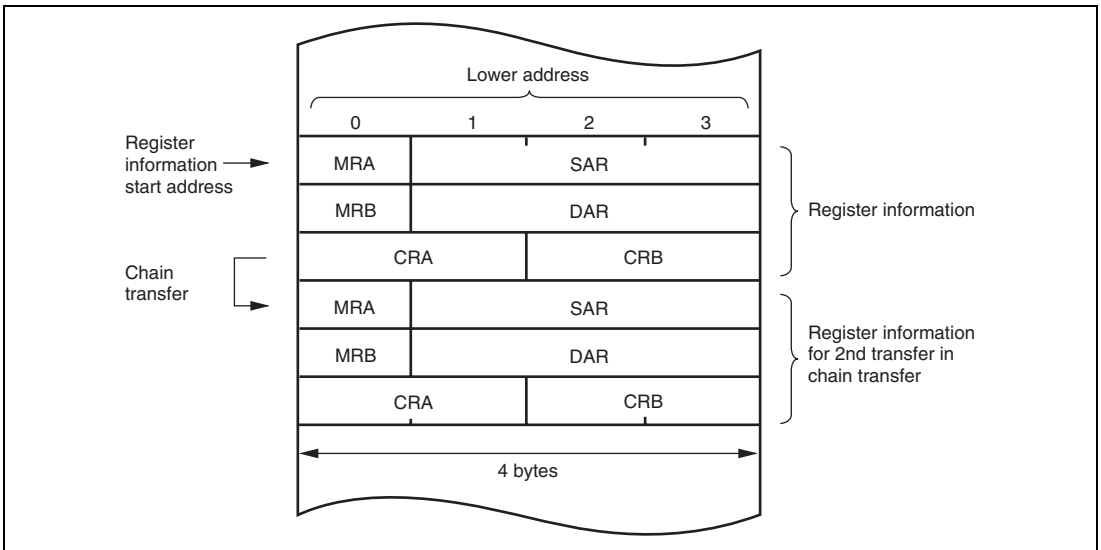 Lower address
0 1 2 3
Register
information
start address
MRA SAR
MRB DAR
Register information
CRA CRB
Chain
transfer
MRA SAR
MRB DAR
Register information
for 2nd transfer in
chain transfer
CRA CRB
4 bytes